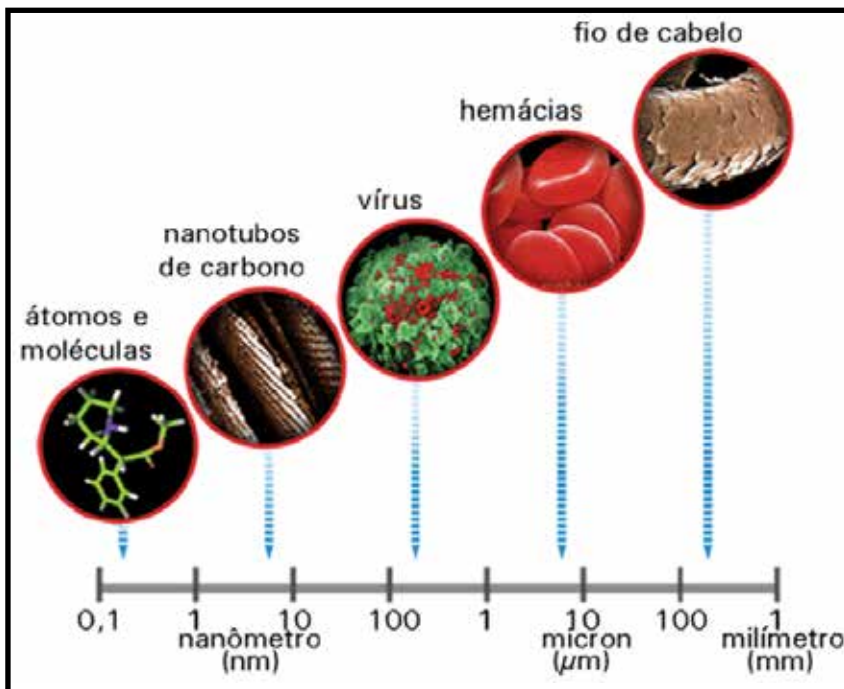 fio de cabelo
hemácias
vírus
nanotubos
de carbono
átomos e
moléculas
0,1 1 10 100 1 10 100 1
nanômetro micron milímetro
(nm) (μm) (mm)